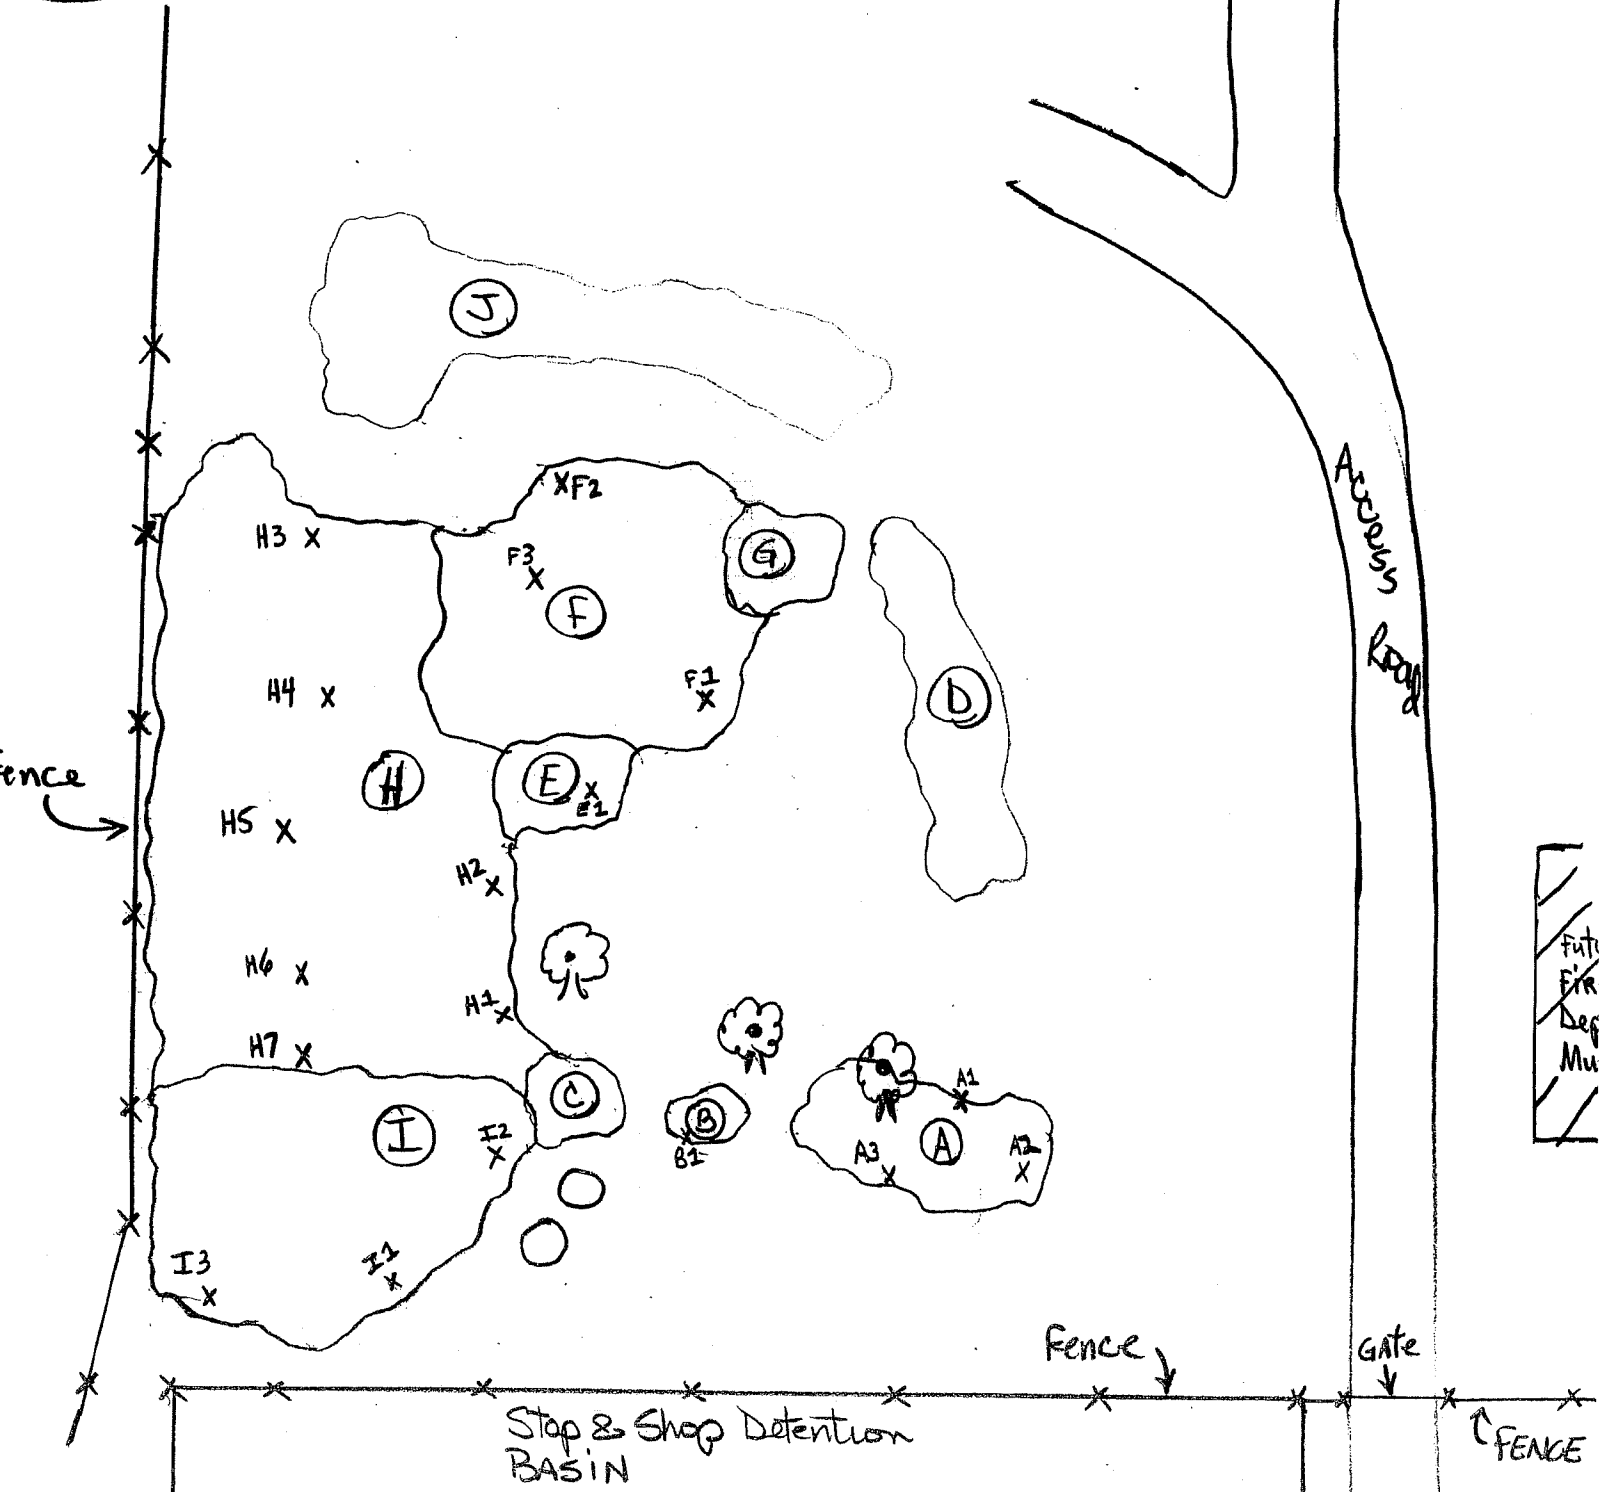 J
XF2
H3 X
F3
X
G
F
Access
Road
H4 X
F1
X
D
Fence
H
E
X
E1
H5 X
H2
X
H6 X
H1
X
H7
X
C
A1
X
B
X
B1
I
I2
X
A
A3
X
A2
X
I3
X
I1
X
Fence
GAte
Stop & Shop Detention
BASiN
FENCE